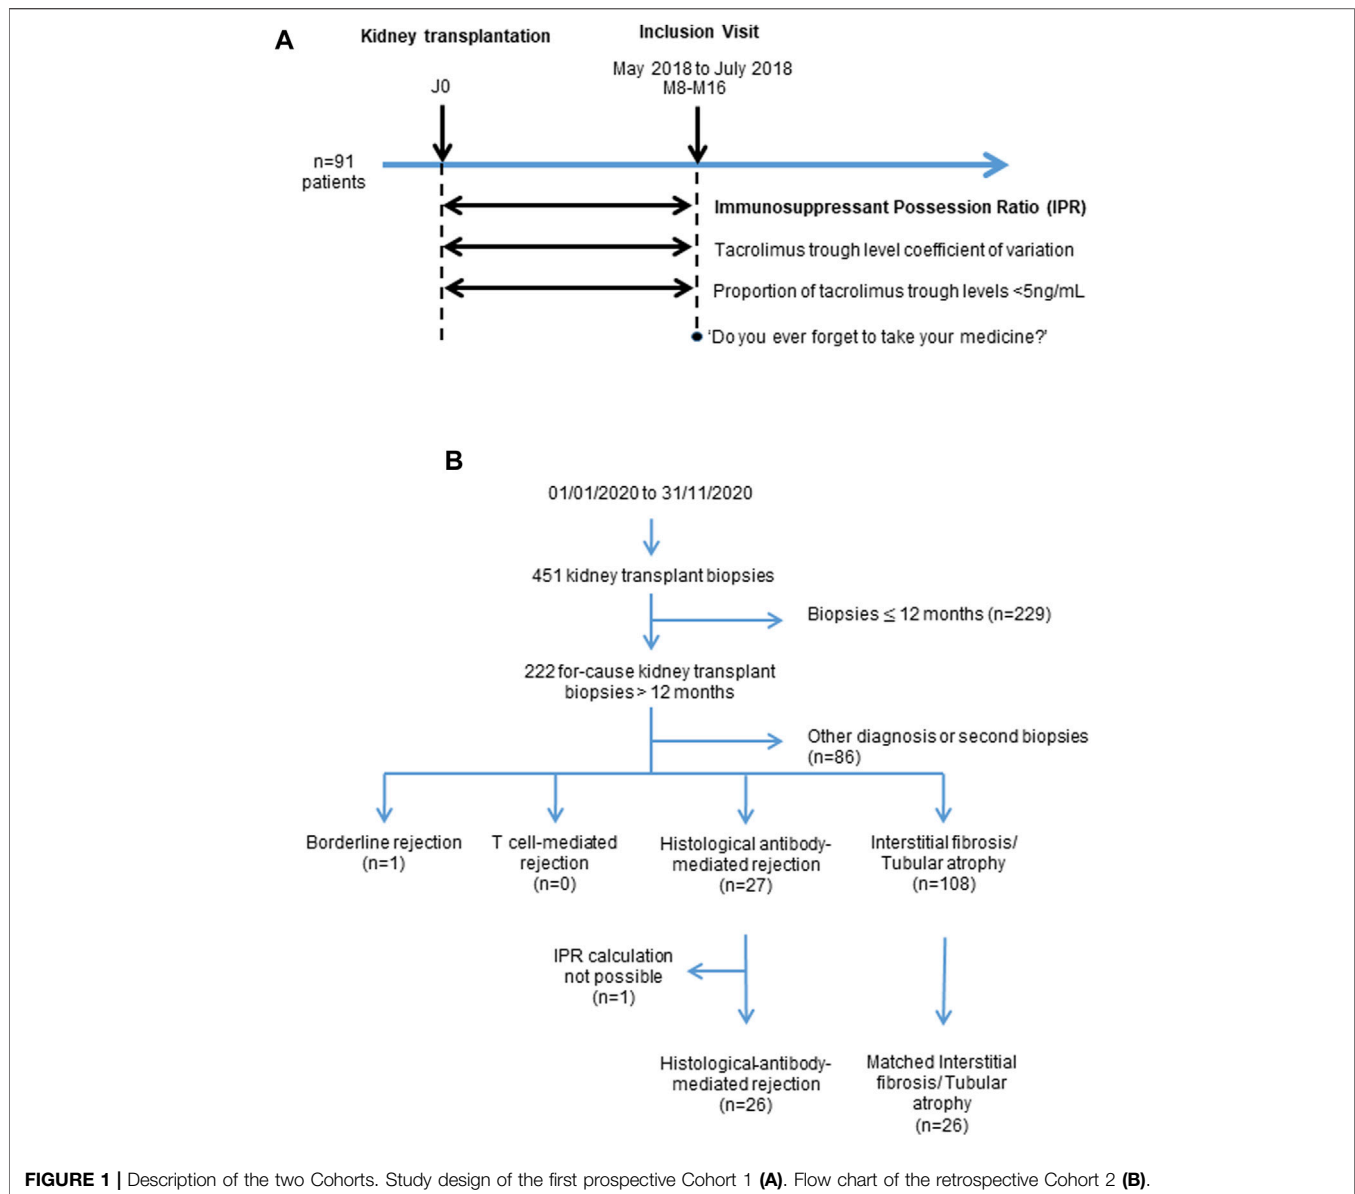 A
Kidney transplantation
Inclusion Visit
May 2018 to July 2018
J0
M8-M16
n=91
patients
Immunosuppressant Possession Ratio (IPR)
Tacrolimus trough level coefficient of variation
Proportion of tacrolimus trough levels <5ng/mL
'Do you ever forget to take your medicine?'
B
01/01/2020 to 31/11/2020
451 kidney transplant biopsies
Biopsies ≤ 12 months (n=229)
222 for-cause kidney transplant
biopsies > 12 months
Other diagnosis or second biopsies
(n=86)
Borderline rejection
(n=1)
T cell-mediated
rejection
(n=0)
Histological antibody-
mediated rejection
(n=27)
Interstitial fibrosis/
Tubular atrophy
(n=108)
IPR calculation
not possible
(n=1)
Histological-antibody-
mediated rejection
(n=26)
Matched Interstitial
fibrosis/ Tubular
atrophy
(n=26)
FIGURE 1 | Description of the two Cohorts. Study design of the first prospective Cohort 1 (A). Flow chart of the retrospective Cohort 2 (B).